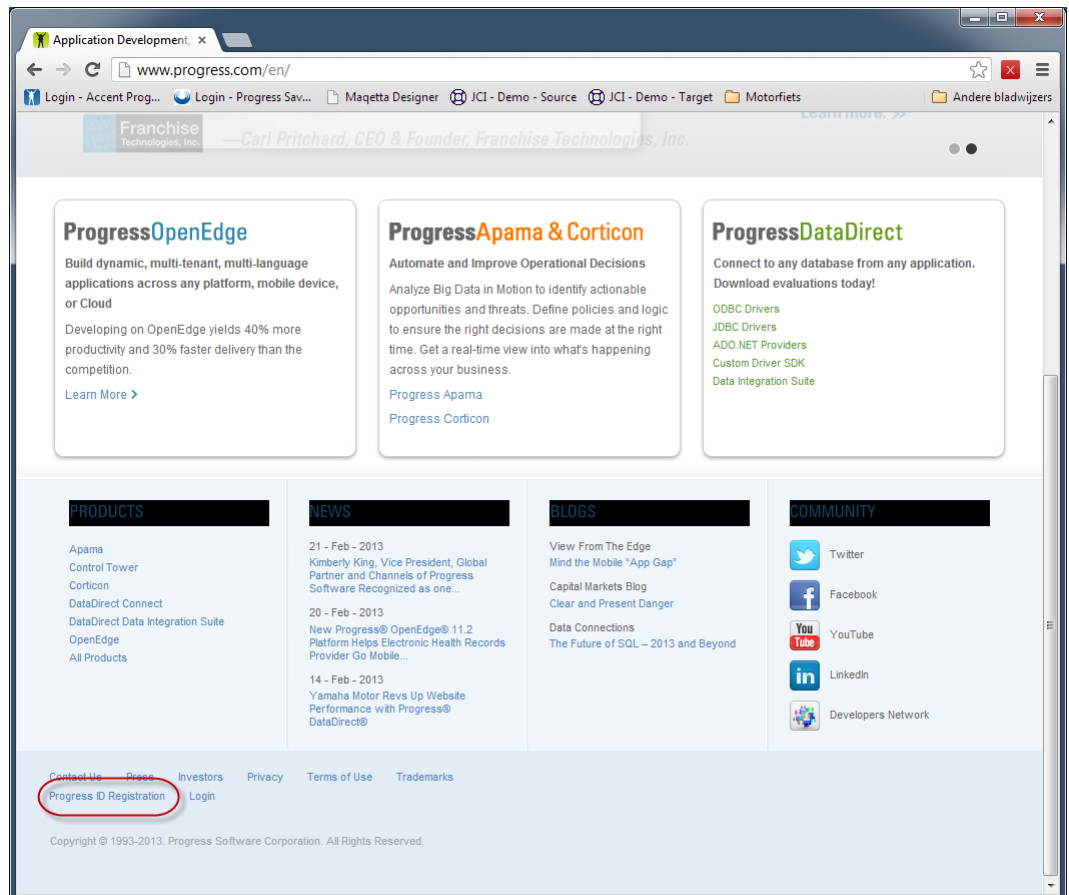 Application Development,
www.progress.com/en/
Login - Accent Prog...
Login - Progress Sav...
Maqetta Designer
JCI - Demo - Source
JCI - Demo - Target
Motorfiets
Andere bladwijzers
Franchise
Technologies, Inc.
—Carl Pritchard, CEO & Founder, Franchise Technologies, Inc.
Learn more. >>
ProgressOpenEdge
Build dynamic, multi-tenant, multi-language
applications across any platform, mobile device,
or Cloud
Developing on OpenEdge yields 40% more
productivity and 30% faster delivery than the
competition.
Learn More >
ProgressApama & Corticon
Automate and Improve Operational Decisions
Analyze Big Data in Motion to identify actionable
opportunities and threats. Define policies and logic
to ensure the right decisions are made at the right
time. Get a real-time view into what's happening
across your business.
Progress Apama
Progress Corticon
ProgressDataDirect
Connect to any database from any application.
Download evaluations today!
ODBC Drivers
JDBC Drivers
ADO.NET Providers
Custom Driver SDK
Data Integration Suite
PRODUCTS
Apama
Control Tower
Corticon
DataDirect Connect
DataDirect Data Integration Suite
OpenEdge
All Products
NEWS
21 - Feb - 2013
Kimberly King, Vice President, Global
Partner and Channels of Progress
Software Recognized as one...
20 - Feb - 2013
New Progress® OpenEdge® 11.2
Platform Helps Electronic Health Records
Provider Go Mobile...
14 - Feb - 2013
Yamaha Motor Revs Up Website
Performance with Progress®
DataDirect®
BLOGS
View From The Edge
Mind the Mobile “App Gap”
Capital Markets Blog
Clear and Present Danger
Data Connections
The Future of SQL – 2013 and Beyond
COMMUNITY
Twitter
Facebook
You
Tube
YouTube
in
LinkedIn
Developers Network
Contact Us Press Investors Privacy Terms of Use Trademarks
Progress ID Registration Login
Copyright © 1993-2013. Progress Software Corporation. All Rights Reserved.